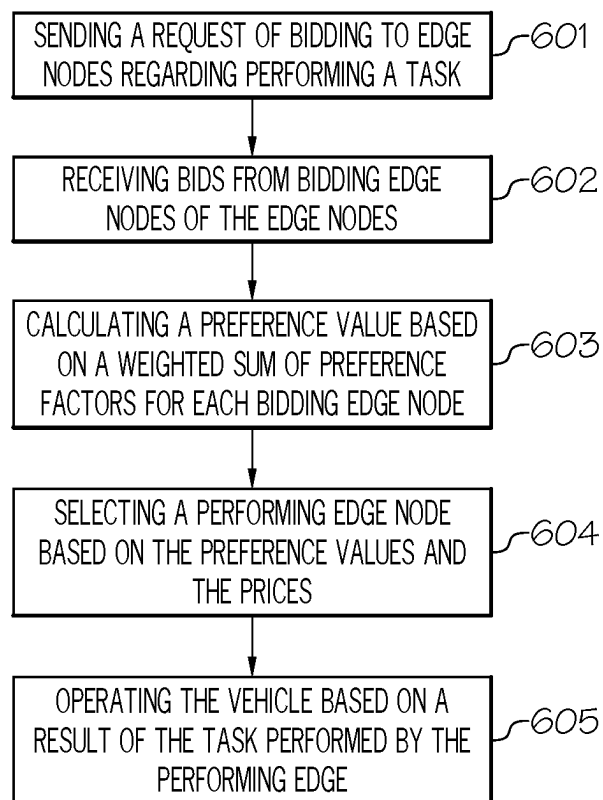 SENDING A REQUEST OF BIDDING TO EDGE
NODES REGARDING PERFORMING A TASK
601
RECEIVING BIDS FROM BIDDING EDGE
NODES OF THE EDGE NODES
602
CALCULATING A PREFERENCE VALUE BASED
ON A WEIGHTED SUM OF PREFERENCE
FACTORS FOR EACH BIDDING EDGE NODE
603
SELECTING A PERFORMING EDGE NODE
BASED ON THE PREFERENCE VALUES AND
THE PRICES
604
OPERATING THE VEHICLE BASED ON A
RESULT OF THE TASK PERFORMED BY THE
PERFORMING EDGE
605